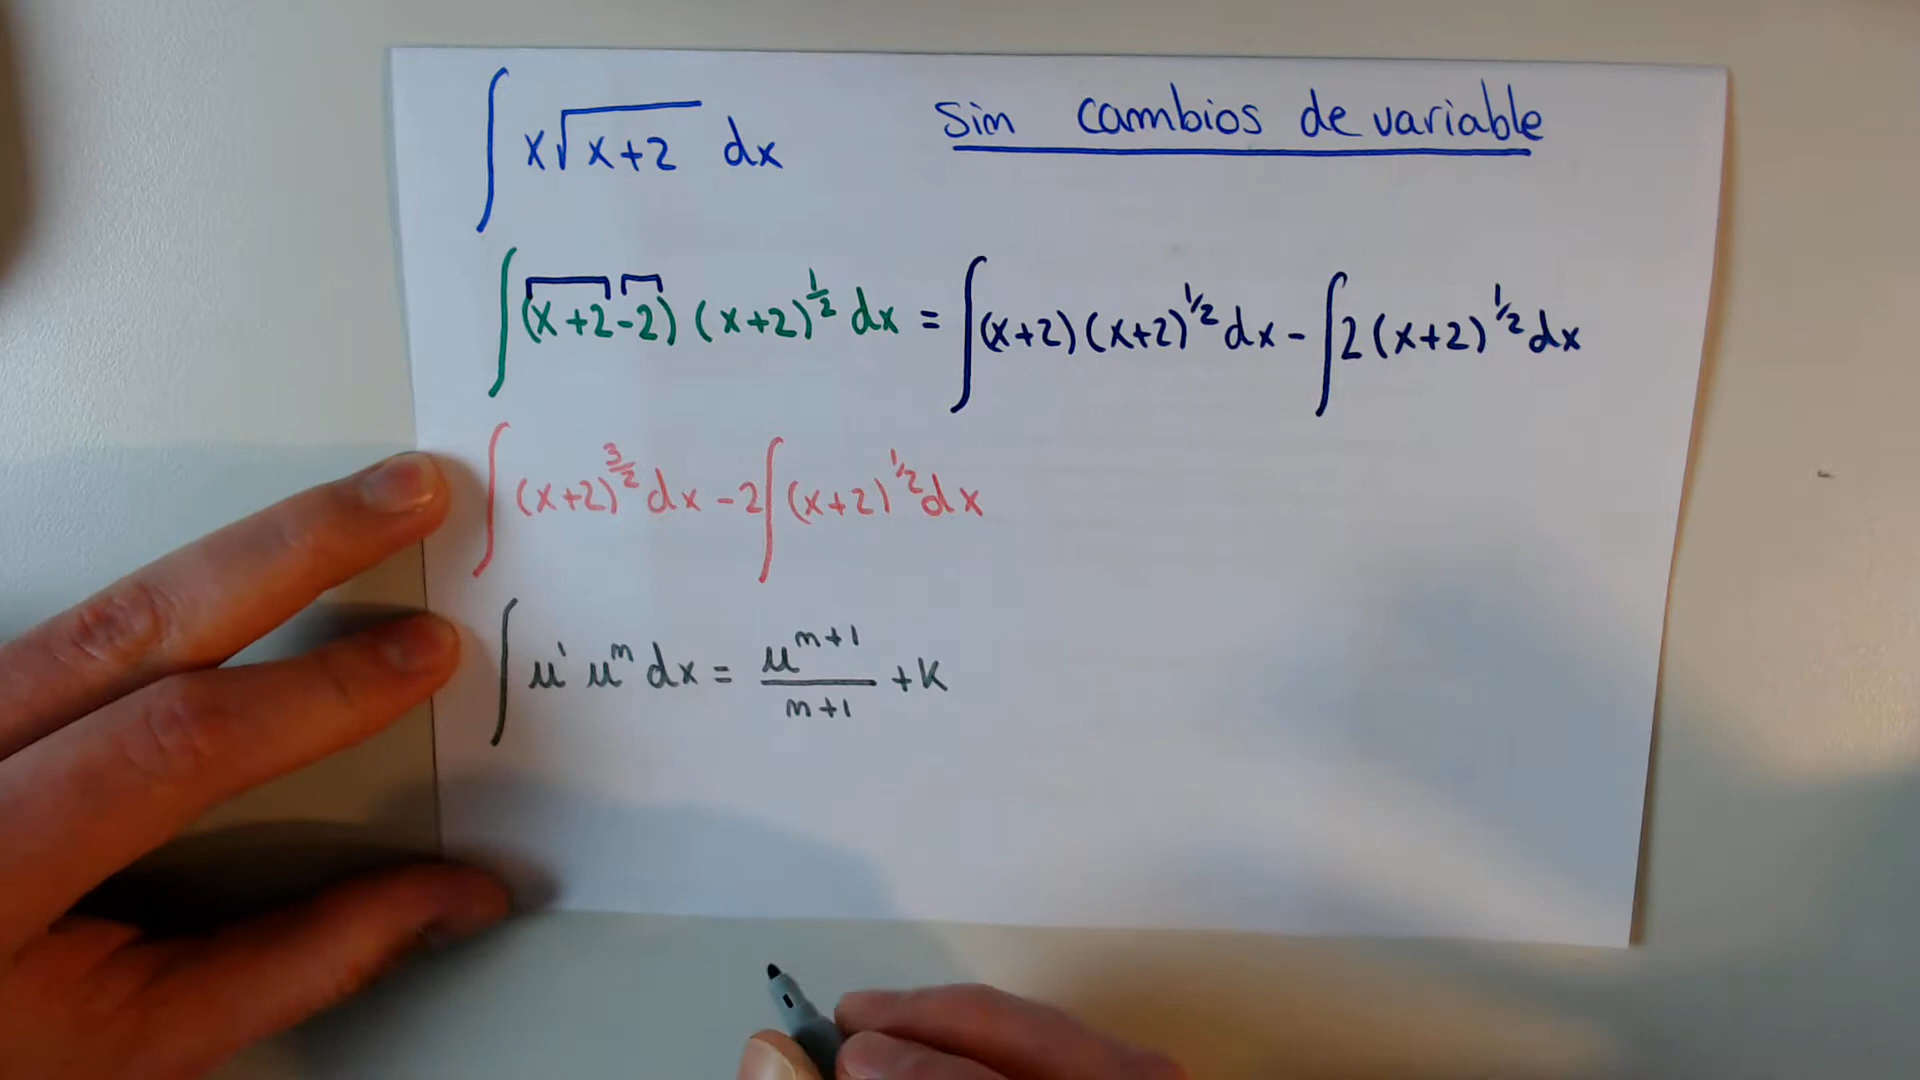 ∫ x√(x+2) dx
Sin cambios de variable
∫ (x+2-2) (x+2)^(1/2) dx = ∫ (x+2) (x+2)^(1/2) dx - ∫ 2 (x+2)^(1/2) dx
∫ (x+2)^(3/2) dx - 2 ∫ (x+2)^(1/2) dx
∫ u' u^n dx = u^(n+1)/(n+1) + K